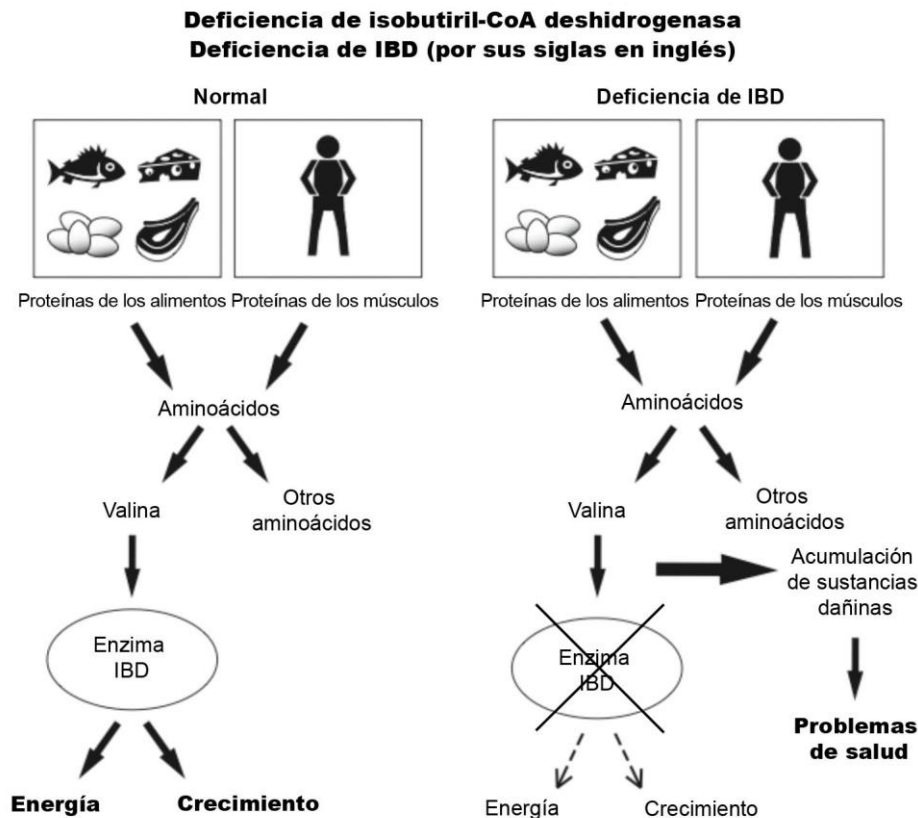 Deficiencia de isobutiril-CoA deshidrogenasa
Deficiencia de IBD (por sus siglas en inglés)
Normal
Proteínas de los alimentos
Proteínas de los músculos
Aminoácidos
Valina
Otros
aminoácidos
Enzima
IBD
Energía
Crecimiento
Deficiencia de IBD
Proteínas de los alimentos
Proteínas de los músculos
Aminoácidos
Valina
Otros
aminoácidos
Acumulación
de sustancias
dañinas
Enzima
IBD
Problemas
de salud
Energía
Crecimiento